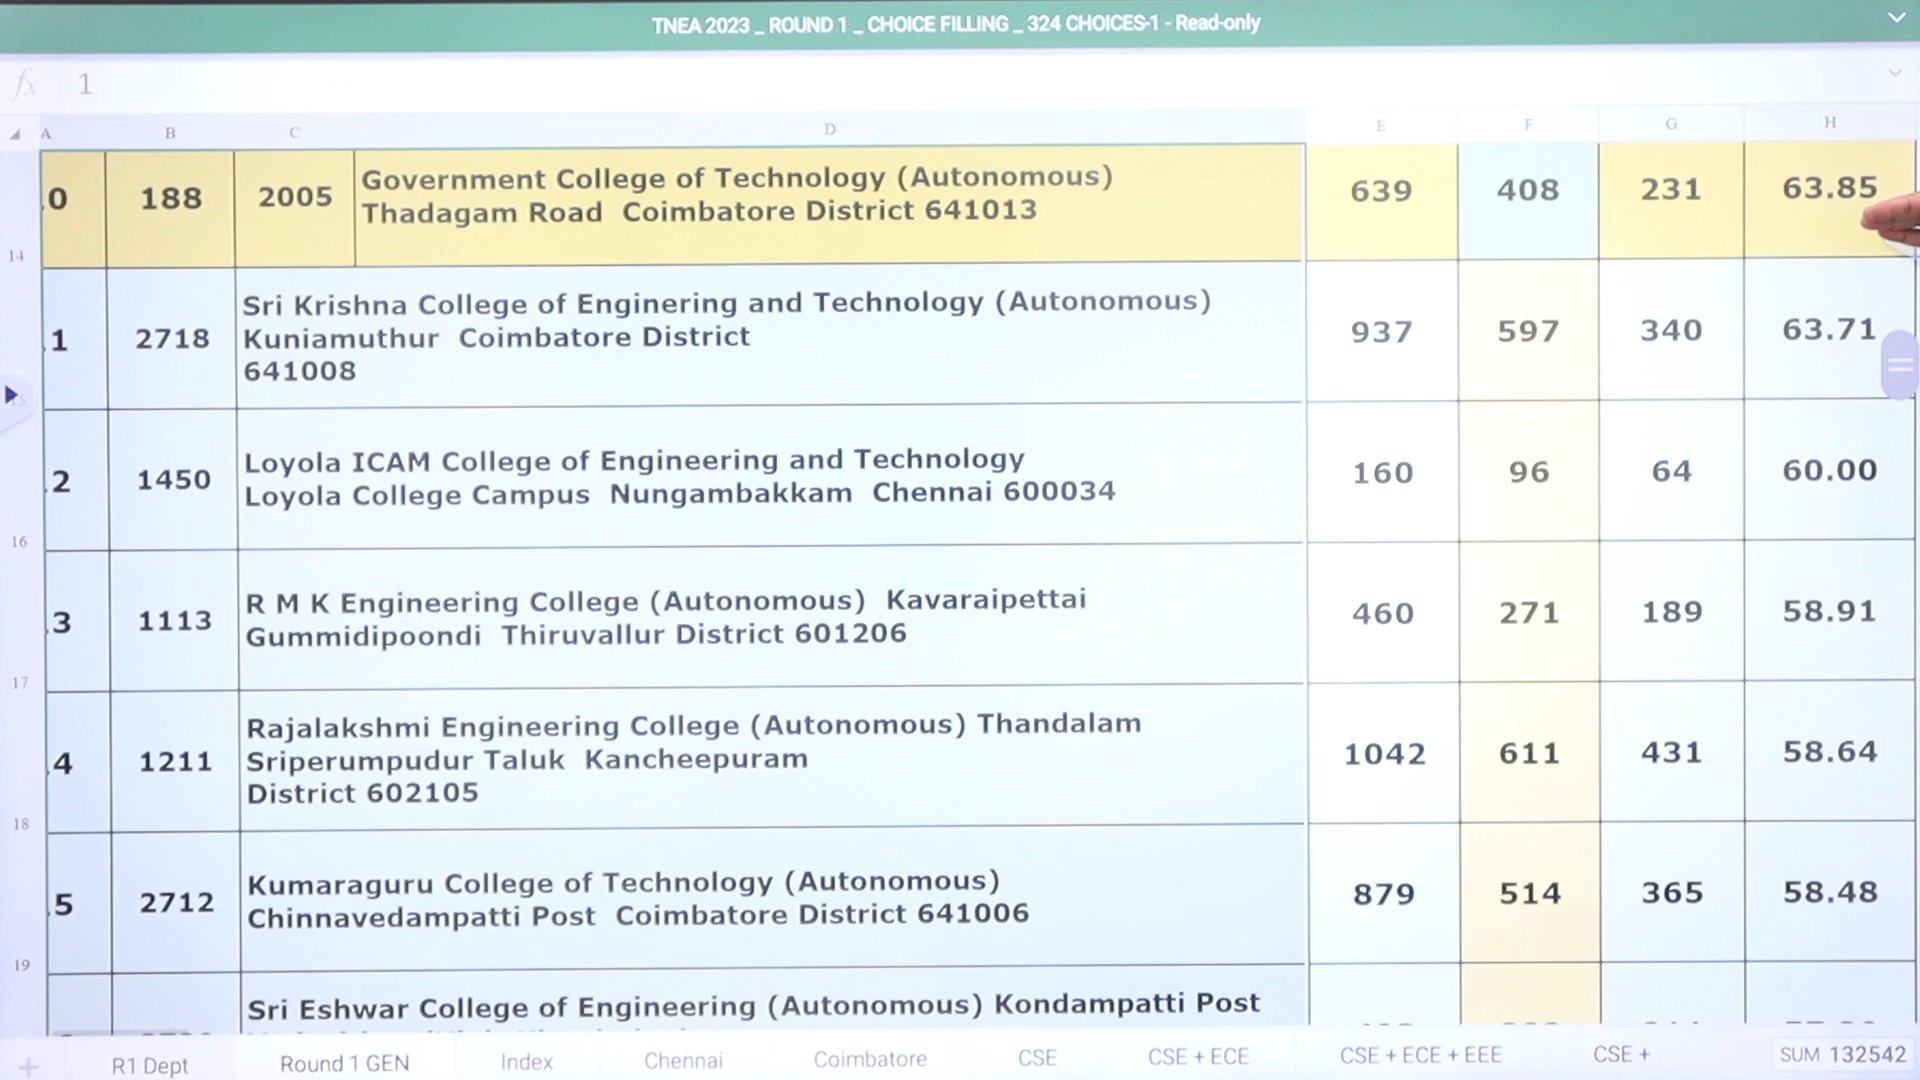 TNEA 2023 _ ROUND 1 _ CHOICE FILLING _ 324 CHOICES-1 - Read-only
fx 1
A B C D E F G H
0 188 2005 Government College of Technology (Autonomous) 639 408 231 63.85
Thadagam Road Coimbatore District 641013
14
Sri Krishna College of Enginering and Technology (Autonomous)
1 2718 Kuniamuthur Coimbatore District 937 597 340 63.71
641008
2 1450 Loyola ICAM College of Engineering and Technology 160 96 64 60.00
Loyola College Campus Nungambakkam Chennai 600034
16
3 1113 R M K Engineering College (Autonomous) Kavaraipettai 460 271 189 58.91
Gummidipoondi Thiruvallur District 601206
17
Rajalakshmi Engineering College (Autonomous) Thandalam
4 1211 Sriperumpudur Taluk Kancheepuram 1042 611 431 58.64
District 602105
18
5 2712 Kumaraguru College of Technology (Autonomous) 879 514 365 58.48
Chinnavedampatti Post Coimbatore District 641006
19
Sri Eshwar College of Engineering (Autonomous) Kondampatti Post
R1 Dept Round 1 GEN Index Chennai Coimbatore CSE CSE + ECE CSE + ECE + EEE CSE + SUM 132542